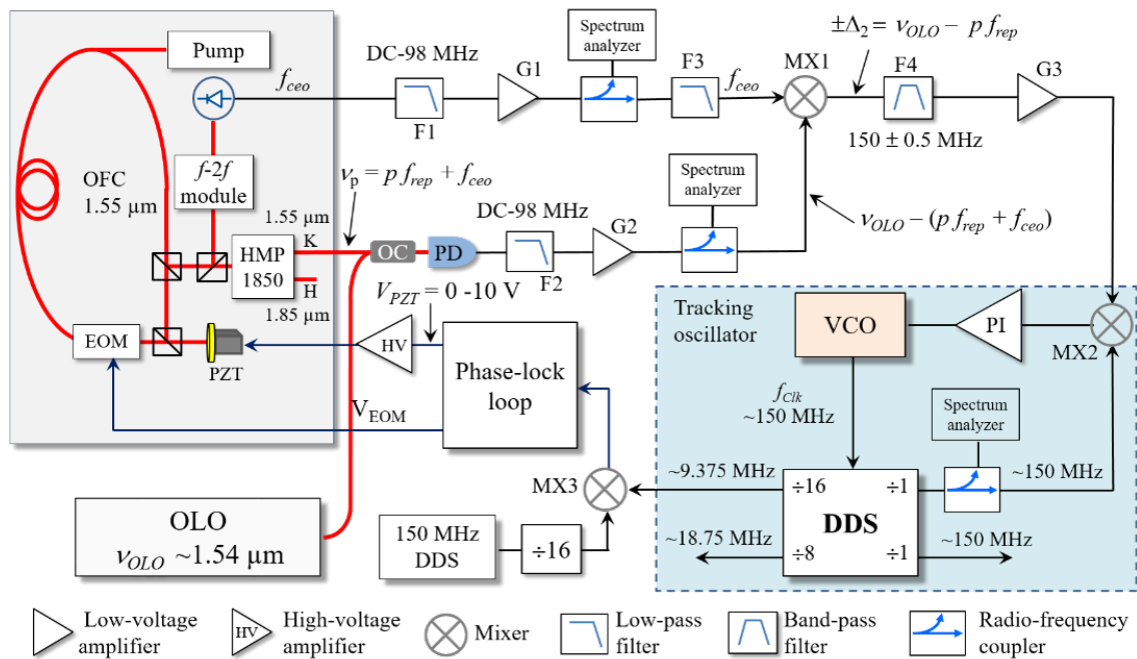 Pump
f_ceo
DC-98 MHz
F1
G1
Spectrum
analyzer
F3
f_ceo
MX1
±Δ₂ = ν_OLO − p f_rep
F4
150 ± 0.5 MHz
G3
OFC
1.55 µm
f-2f
module
HMP
1850
1.55 µm
K
H
1.85 µm
ν_p = p f_rep + f_ceo
OC
PD
DC-98 MHz
F2
G2
Spectrum
analyzer
ν_OLO − (p f_rep + f_ceo)
EOM
PZT
V_PZT = 0 -10 V
HV
V_EOM
Phase-lock
loop
Tracking
oscillator
VCO
PI
MX2
f_Clk
~150 MHz
Spectrum
analyzer
~150 MHz
MX3
~9.375 MHz
÷16
÷1
DDS
÷8
÷1
~18.75 MHz
~150 MHz
OLO
ν_OLO ~1.54 µm
150 MHz
DDS
÷16
Low-voltage
amplifier
HV
High-voltage
amplifier
Mixer
Low-pass
filter
Band-pass
filter
Radio-frequency
coupler